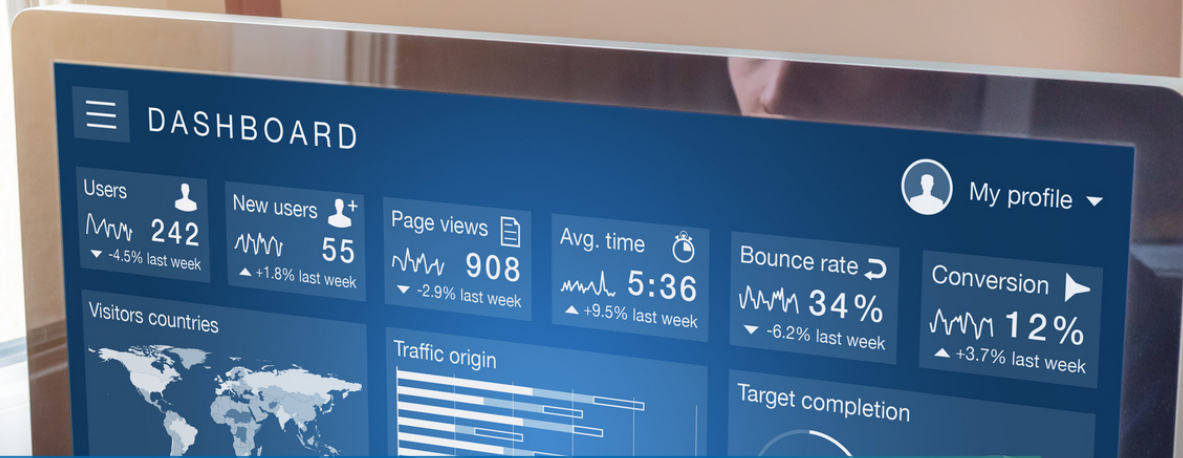 DASHBOARD
My profile
Users
242
-4.5% last week
New users
55
+1.8% last week
Page views
908
-2.9% last week
Avg. time
5:36
+9.5% last week
Bounce rate
34%
-6.2% last week
Conversion
12%
+3.7% last week
Visitors countries
Traffic origin
Target completion